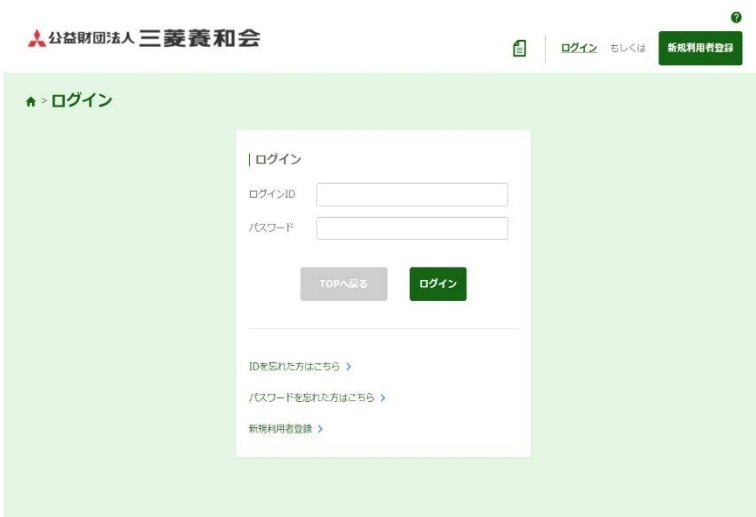 公益財団法人 三菱養和会
ログイン もしくは 新規利用者登録
> ログイン
ログイン
ログインID
パスワード
TOPへ戻る ログイン
IDを忘れた方はこちら >
パスワードを忘れた方はこちら >
新規利用者登録 >